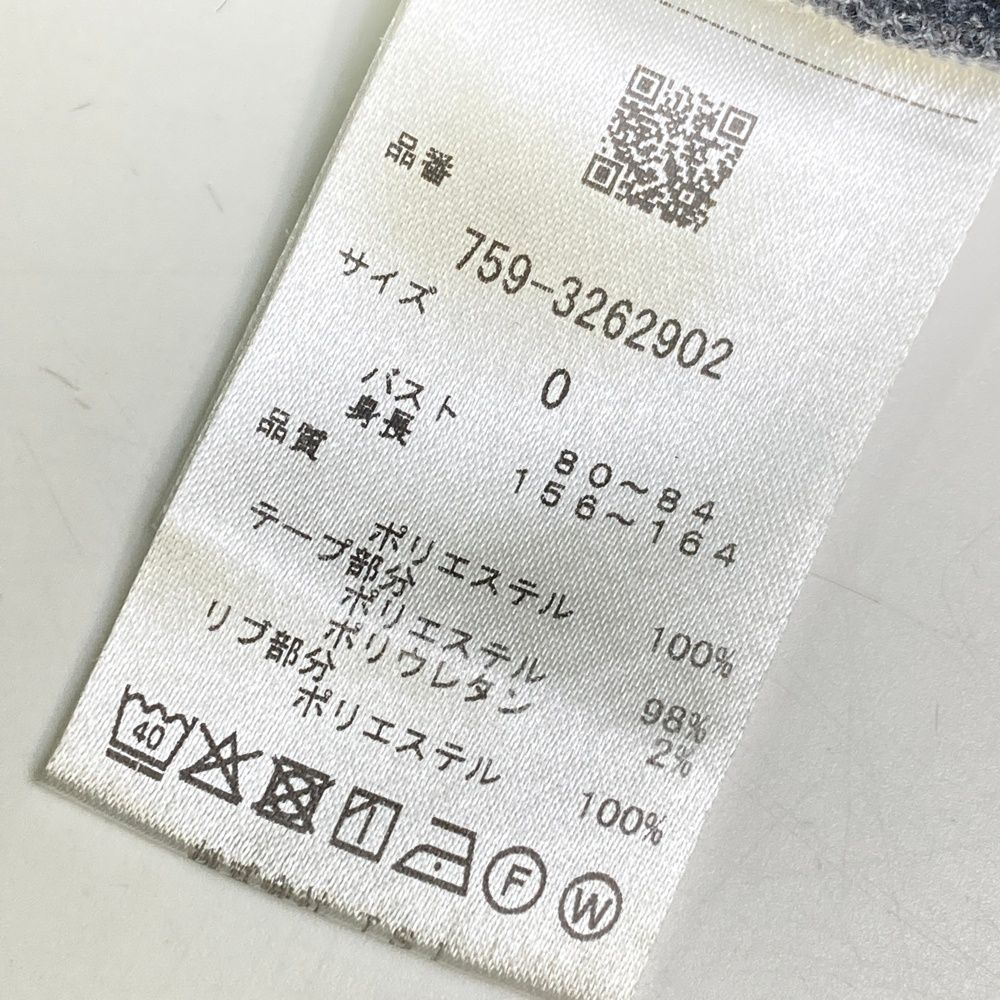 品番
759-3262902
サイズ
0
バスト 80~84
身長 156~164
品質
ポリエステル 100%
テープ部分
ポリエステル 98%
ポリウレタン 2%
リブ部分
ポリエステル 100%
40
F W